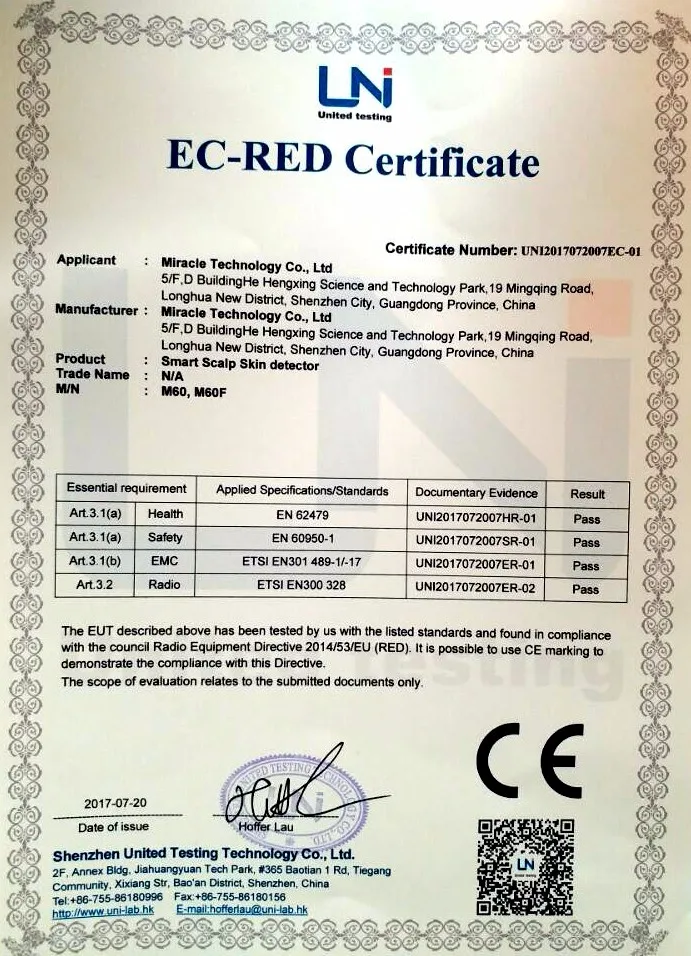 UNi
United testing
EC-RED Certificate
Certificate Number: UNI2017072007EC-01
Applicant : Miracle Technology Co., Ltd
5/F,D BuildingHe Hengxing Science and Technology Park,19 Mingqing Road,
Longhua New District, Shenzhen City, Guangdong Province, China
Manufacturer : Miracle Technology Co., Ltd
5/F,D BuildingHe Hengxing Science and Technology Park,19 Mingqing Road,
Longhua New District, Shenzhen City, Guangdong Province, China
Product : Smart Scalp Skin detector
Trade Name : N/A
M/N : M60, M60F
Essential requirement Applied Specifications/Standards Documentary Evidence Result
Art.3.1(a) Health EN 62479 UNI2017072007HR-01 Pass
Art.3.1(a) Safety EN 60950-1 UNI2017072007SR-01 Pass
Art.3.1(b) EMC ETSI EN301 489-1/-17 UNI2017072007ER-01 Pass
Art.3.2 Radio ETSI EN300 328 UNI2017072007ER-02 Pass
The EUT described above has been tested by us with the listed standards and found in compliance
with the council Radio Equipment Directive 2014/53/EU (RED). It is possible to use CE marking to
demonstrate the compliance with this Directive.
The scope of evaluation relates to the submitted documents only.
testing
CE
UNITED TESTING TECHNOLOGY CO., LTD.
2017-07-20
Date of issue
Hoffer Lau
Shenzhen United Testing Technology Co., Ltd.
2F, Annex Bldg, Jiahuangyuan Tech Park, #365 Baotian 1 Rd, Tiegang
Community, Xixiang Str, Bao'an District, Shenzhen, China
Tel:+86-755-86180996 Fax:+86-755-86180156
http://www.uni-lab.hk E-mail:hofferlau@uni-lab.hk